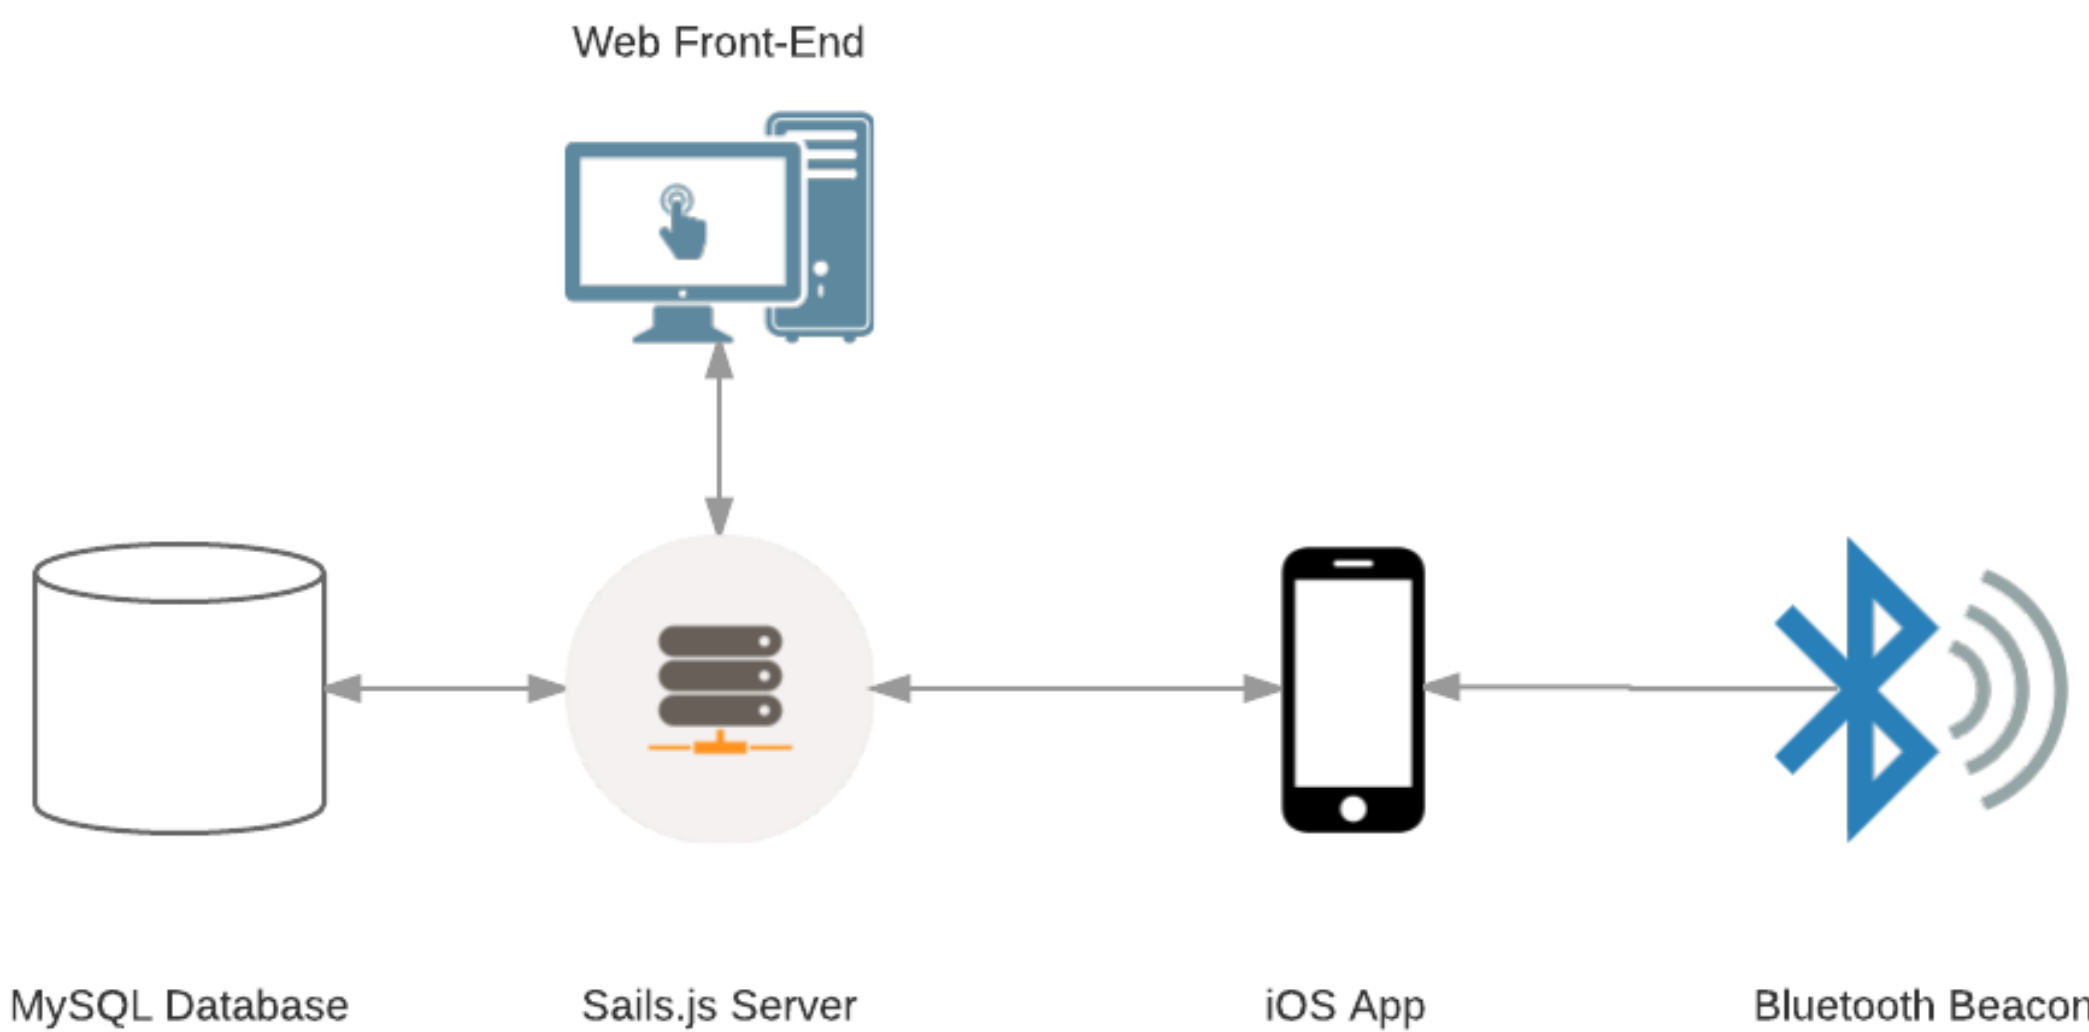 Web Front-End
MySQL Database
Sails.js Server
iOS App
Bluetooth Beacon